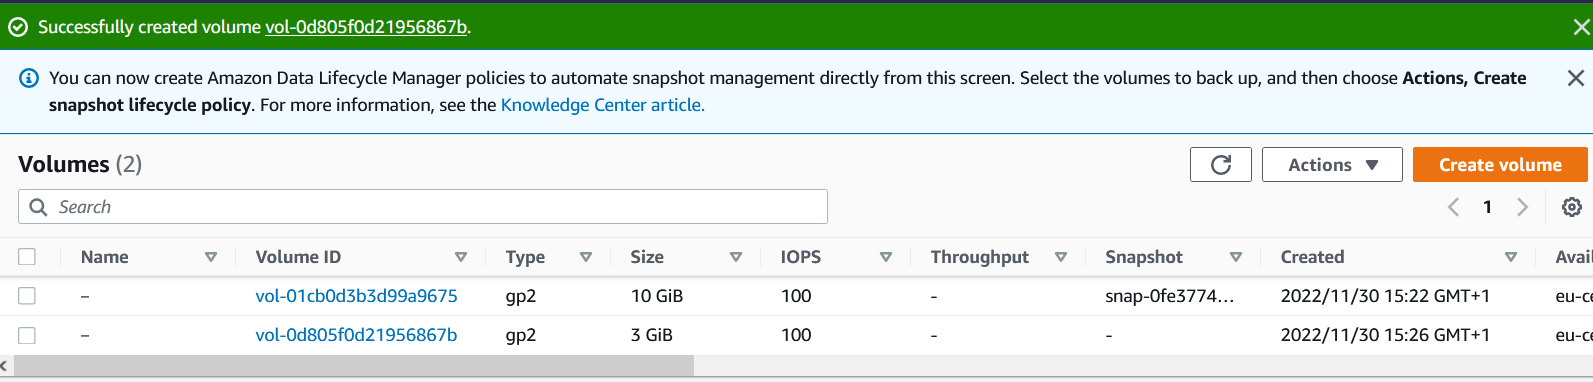 Successfully created volume vol-0d805f0d21956867b.
You can now create Amazon Data Lifecycle Manager policies to automate snapshot management directly from this screen. Select the volumes to back up, and then choose Actions, Create
snapshot lifecycle policy. For more information, see the Knowledge Center article.
Volumes (2)
Actions
Create volume
Search
1
Name Volume ID Type Size IOPS Throughput Snapshot Created Avai
– vol-01cb0d3b3d99a9675 gp2 10 GiB 100 - snap-0fe3774... 2022/11/30 15:22 GMT+1 eu-ce
– vol-0d805f0d21956867b gp2 3 GiB 100 - - 2022/11/30 15:26 GMT+1 eu-ce